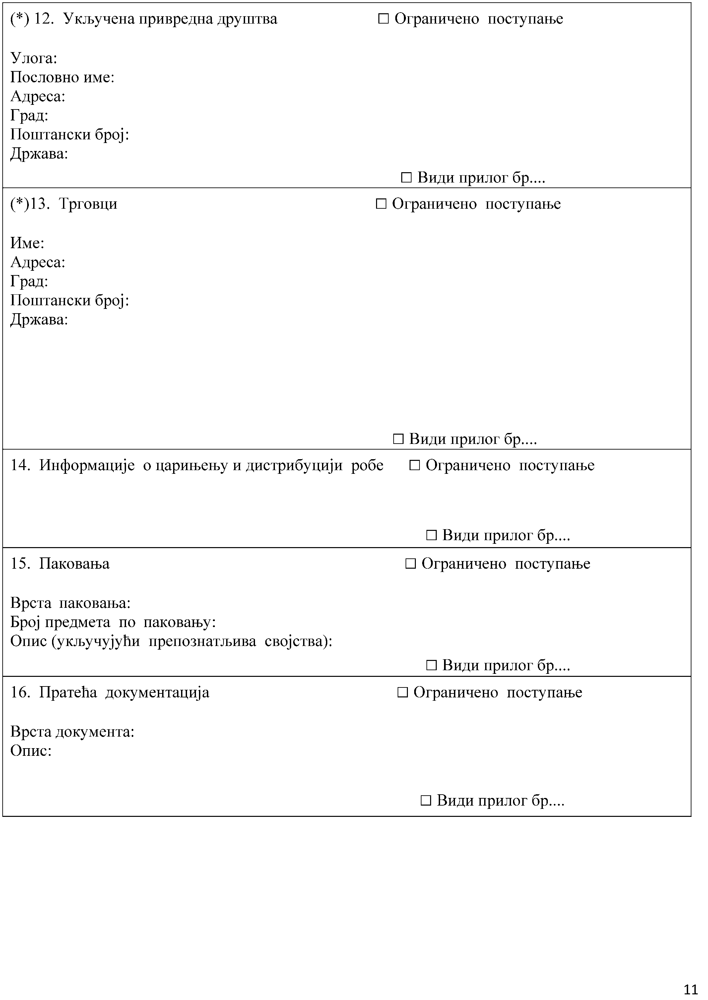 (*) 12. Укључена привредна друштва ☐ Ограничено поступање
Улога:
Пословно име:
Адреса:
Град:
Поштански број:
Држава:
☐ Види прилог бр....
(*)13. Трговци ☐ Ограничено поступање
Име:
Адреса:
Град:
Поштански број:
Држава:
☐ Види прилог бр....
14. Информације о царињењу и дистрибуцији робе ☐ Ограничено поступање
☐ Види прилог бр....
15. Паковања ☐ Ограничено поступање
Врста паковања:
Број предмета по паковању:
Опис (укључујући препознатљива својства):
☐ Види прилог бр....
16. Пратећа документација ☐ Ограничено поступање
Врста документа:
Опис:
☐ Види прилог бр....
11